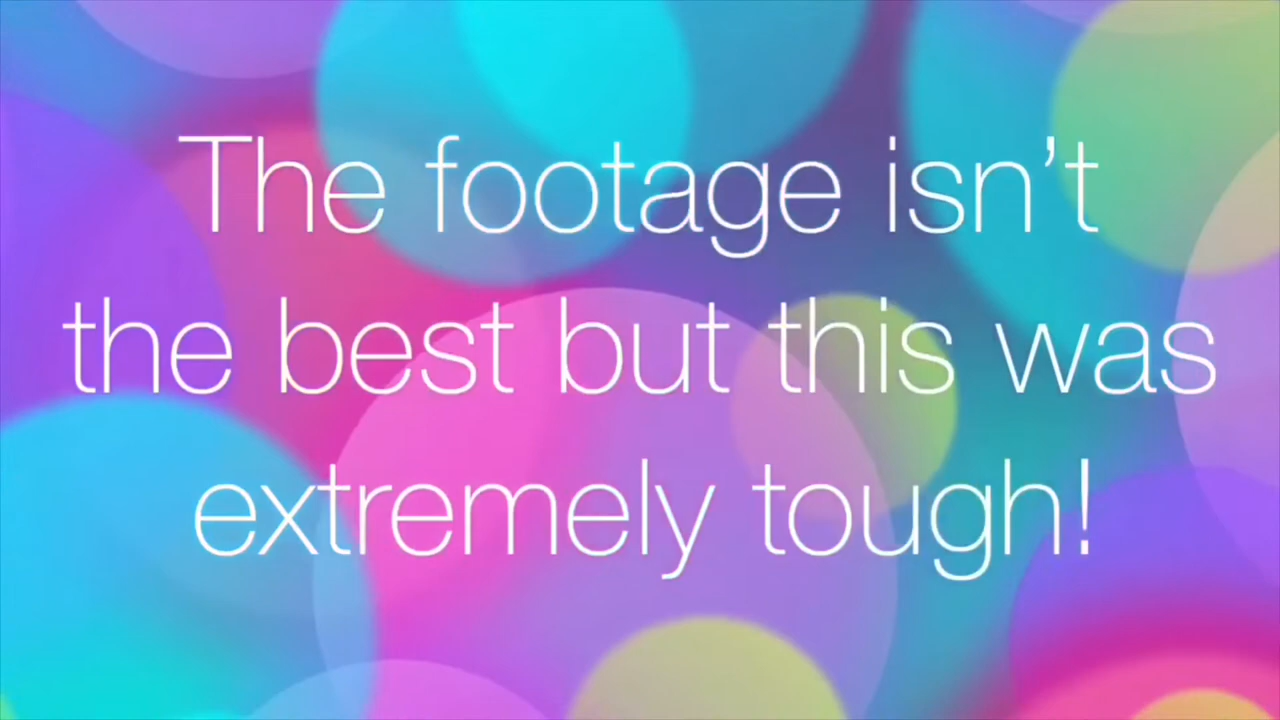 The footage isn’t
the best but this was
extremely tough!